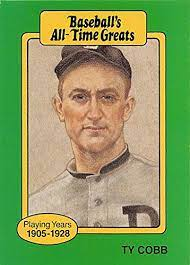 Baseball's
All-Time Greats
D
Playing Years
1905-1928
TY COBB